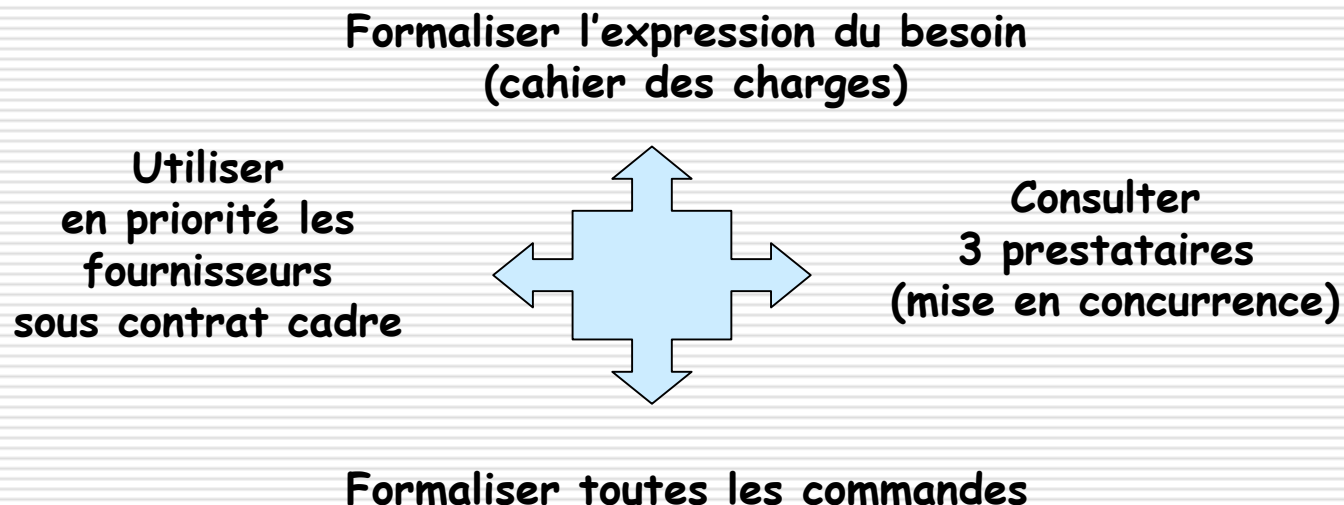 Formaliser l'expression du besoin
(cahier des charges)
Utiliser
en priorité les
fournisseurs
sous contrat cadre
Consulter
3 prestataires
(mise en concurrence)
Formaliser toutes les commandes